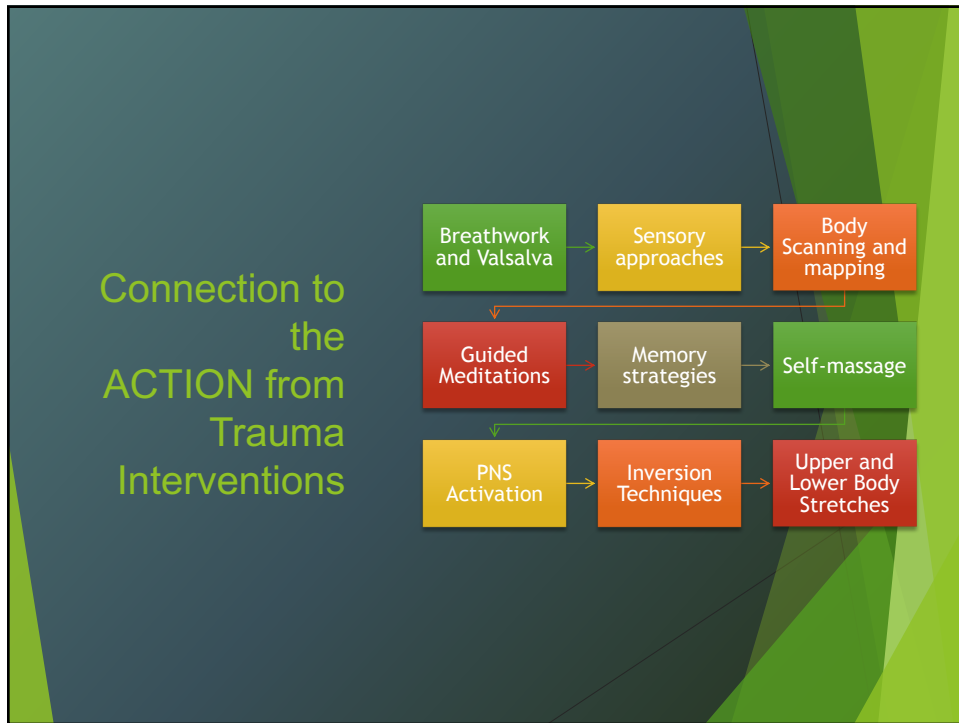 Connection to
the
ACTION from
Trauma
Interventions
Breathwork
and Valsalva
Sensory
approaches
Body
Scanning and
mapping
Guided
Meditations
Memory
strategies
Self-massage
PNS
Activation
Inversion
Techniques
Upper and
Lower Body
Stretches